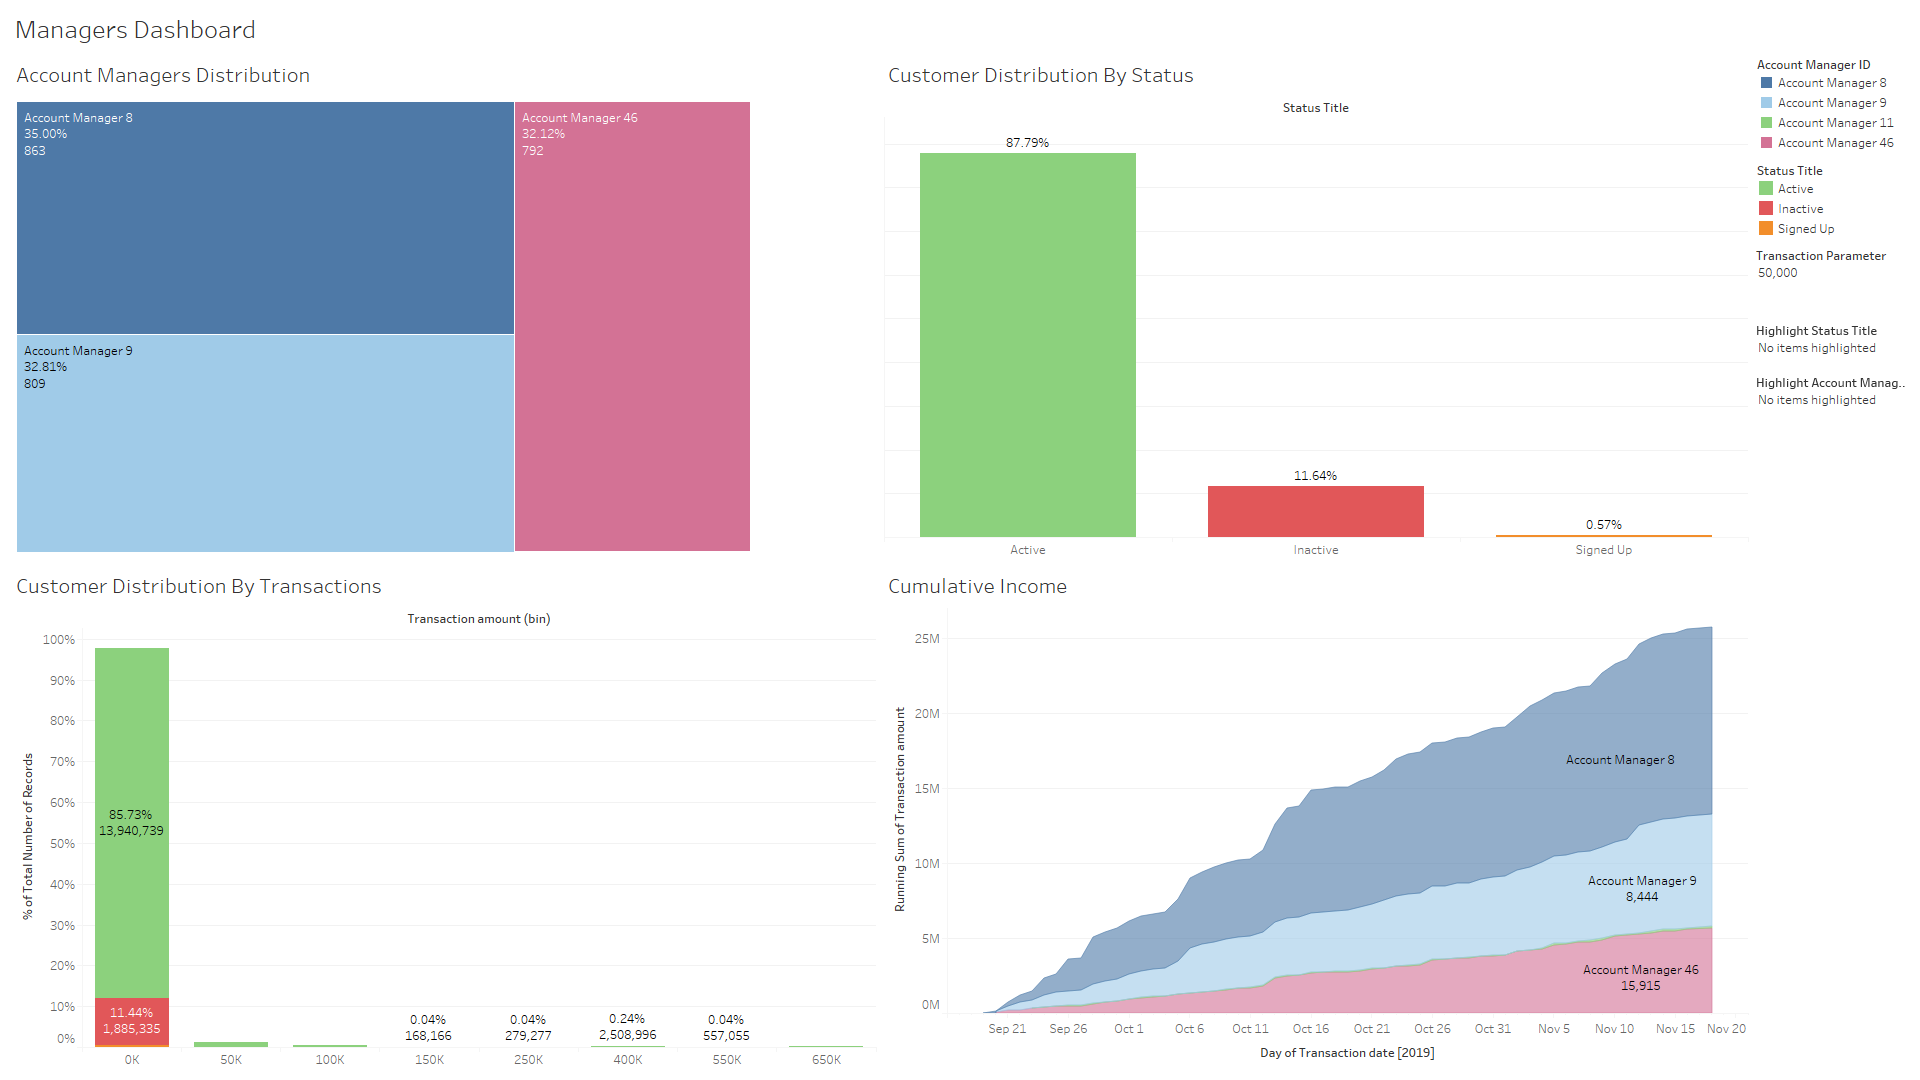 Managers Dashboard
Account Managers Distribution
Account Manager 8
35.00%
863
Account Manager 46
32.12%
792
Account Manager 9
32.81%
809
Customer Distribution By Status
Status Title
87.79%
11.64%
0.57%
Active
Inactive
Signed Up
Account Manager ID
Account Manager 8
Account Manager 9
Account Manager 11
Account Manager 46
Status Title
Active
Inactive
Signed Up
Transaction Parameter
50,000
Highlight Status Title
No items highlighted
Highlight Account Manag..
No items highlighted
Customer Distribution By Transactions
Transaction amount (bin)
% of Total Number of Records
100%
90%
80%
70%
60%
50%
40%
30%
20%
10%
0%
85.73%
13,940,739
11.44%
1,885,335
0.04%
168,166
0.04%
279,277
0.24%
2,508,996
0.04%
557,055
0K
50K
100K
150K
250K
400K
550K
650K
Cumulative Income
Running Sum of Transaction amount
25M
20M
15M
10M
5M
0M
Account Manager 8
Account Manager 9
8,444
Account Manager 46
15,915
Sep 21
Sep 26
Oct 1
Oct 6
Oct 11
Oct 16
Oct 21
Oct 26
Oct 31
Nov 5
Nov 10
Nov 15
Nov 20
Day of Transaction date [2019]